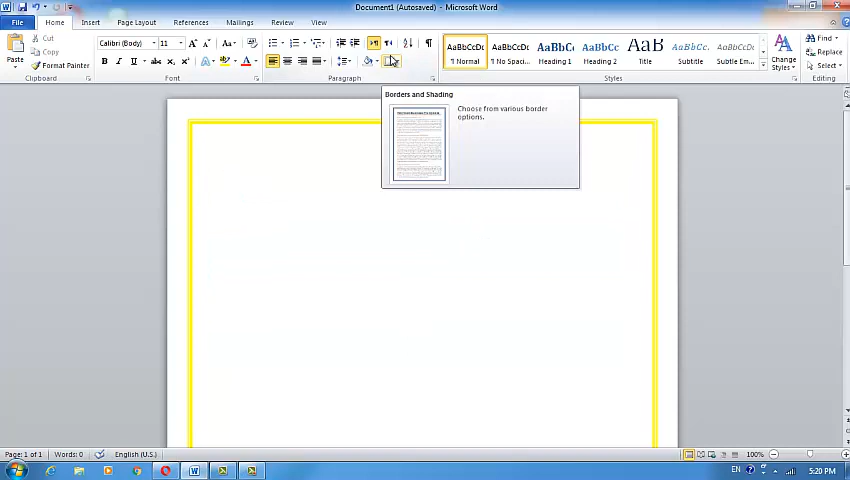 Document1 (Autosaved) - Microsoft Word
File Home Insert Page Layout References Mailings Review View
Paste
Cut
Copy
Format Painter
Clipboard
Calibri (Body) 11
Font
Paragraph
AaBbCcDc AaBbCcDc AaBbC AaBbCc AaB AaBbCc. AaBbCcDc
¶ Normal ¶ No Spaci... Heading 1 Heading 2 Title Subtitle Subtle Em...
Change
Styles
Styles
Find
Replace
Select
Editing
Borders and Shading
Choose from various border
options.
Page: 1 of 1 Words: 0 English (U.S.) 100%
EN 5:20 PM